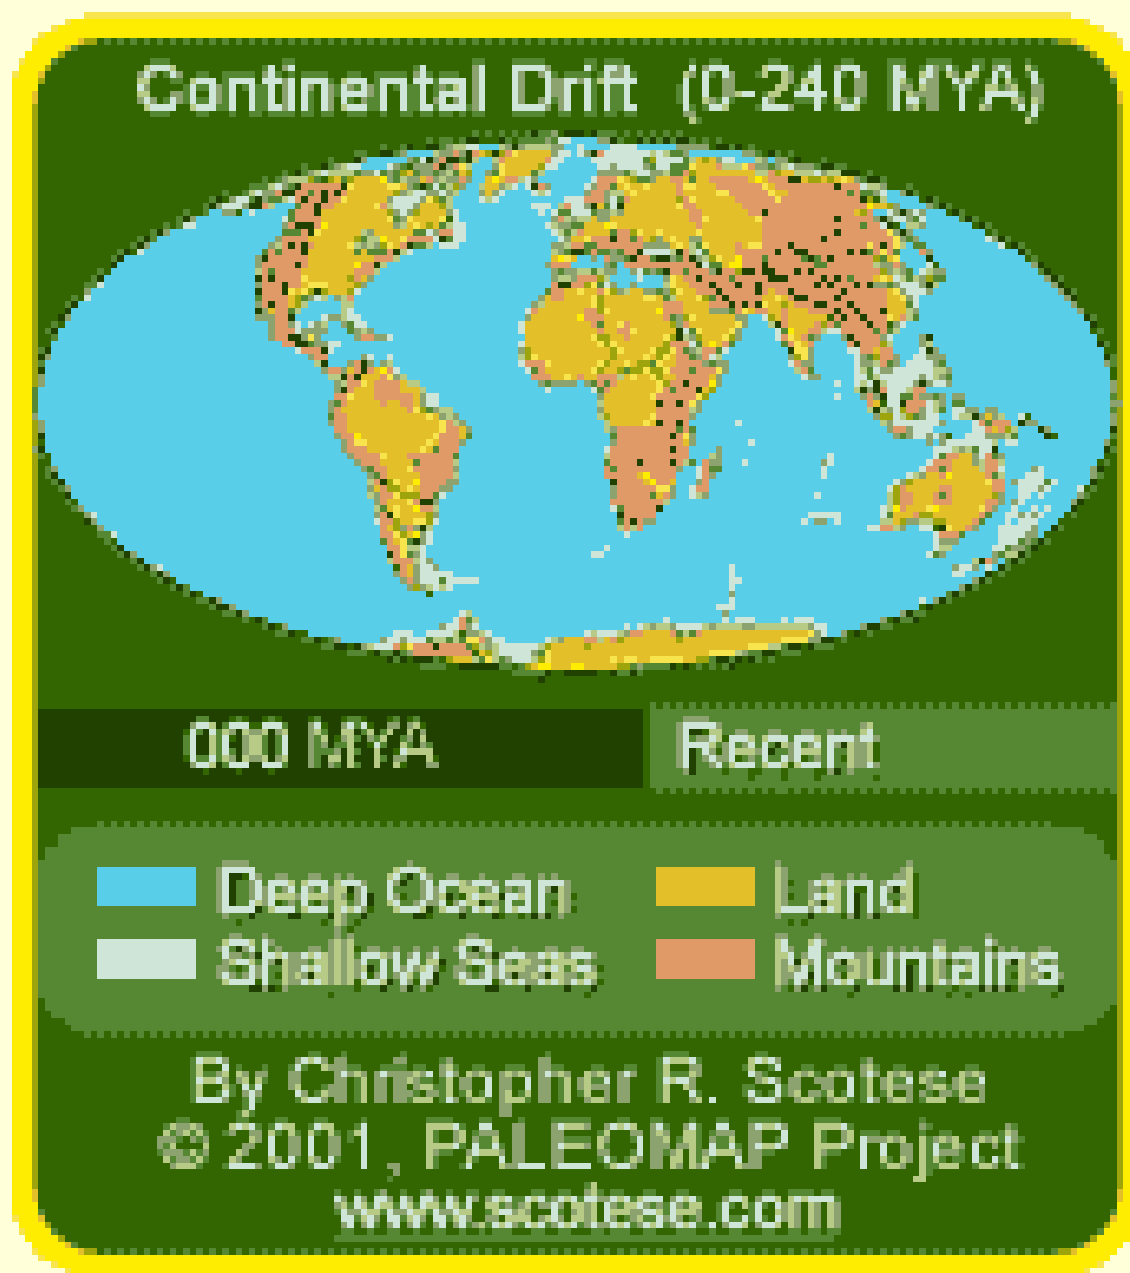 Continental Drift (0-240 MYA)
000 MYA
Recent
Deep Ocean
Land
Shallow Seas
Mountains
By Christopher R. Scotese
© 2001, PALEOMAP Project
www.scotese.com